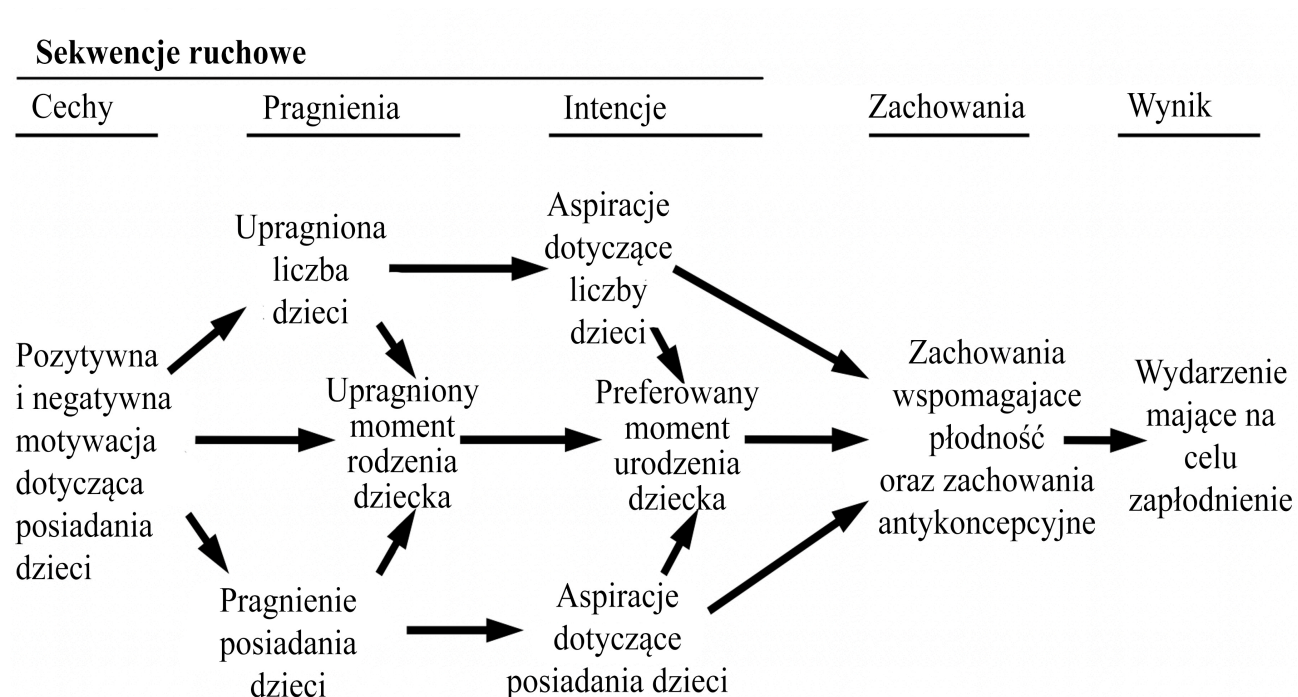 Sekwencje ruchowe
Cechy
Pragnienia
Intencje
Zachowania
Wynik
Pozytywna
i negatywna
motywacja
dotycząca
posiadania
dzieci
Upragniona
liczba
dzieci
Upragniony
moment
rodzenia
dziecka
Pragnienie
posiadania
dzieci
Aspiracje
dotyczące
liczby
dzieci
Preferowany
moment
urodzenia
dziecka
Aspiracje
dotyczące
posiadania dzieci
Zachowania
wspomagajace
płodność
oraz zachowania
antykoncepcyjne
Wydarzenie
mające na
celu
zapłodnienie